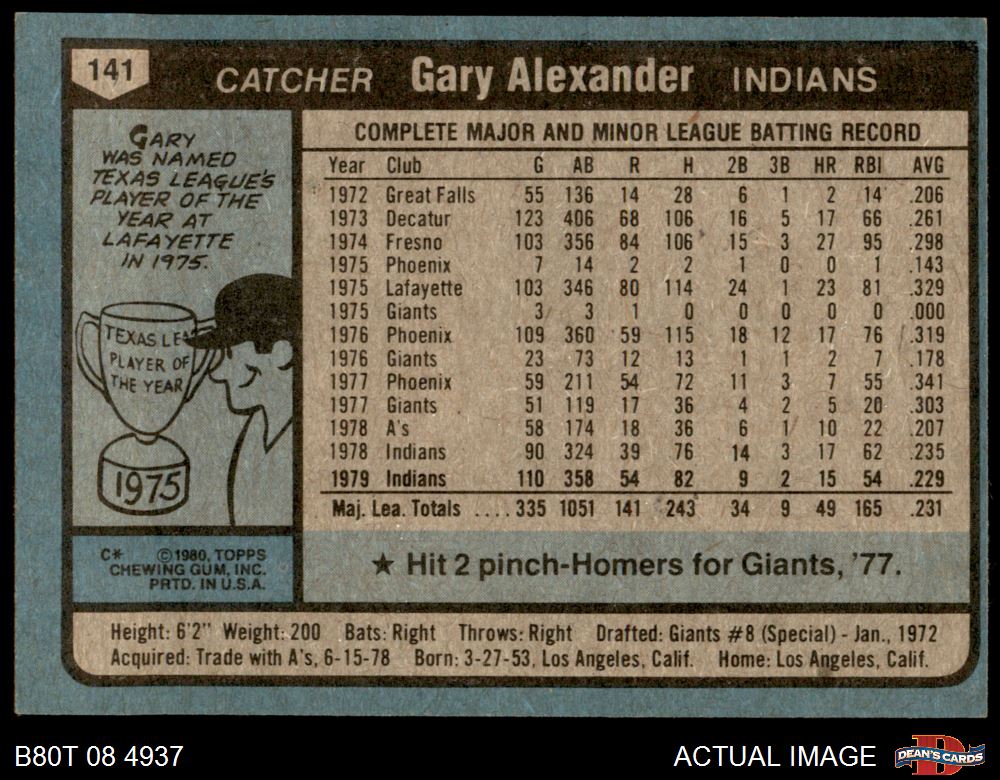 141 CATCHER Gary Alexander INDIANS
GARY
WAS NAMED
TEXAS LEAGUE'S
PLAYER OF THE
YEAR AT
LAFAYETTE
IN 1975.
TEXAS LEA
PLAYER OF
THE YEAR
1975
C* ©1980, TOPPS
CHEWING GUM, INC.
PRTD. IN U.S.A.
COMPLETE MAJOR AND MINOR LEAGUE BATTING RECORD
Year Club G AB R H 2B 3B HR RBI AVG
1972 Great Falls 55 136 14 28 6 1 2 14 .206
1973 Decatur 123 406 68 106 16 5 17 66 .261
1974 Fresno 103 356 84 106 15 3 27 95 .298
1975 Phoenix 7 14 2 2 1 0 0 1 .143
1975 Lafayette 103 346 80 114 24 1 23 81 .329
1975 Giants 3 3 1 0 0 0 0 0 .000
1976 Phoenix 109 360 59 115 18 12 17 76 .319
1976 Giants 23 73 12 13 1 1 2 7 .178
1977 Phoenix 59 211 54 72 11 3 7 55 .341
1977 Giants 51 119 17 36 4 2 5 20 .303
1978 A's 58 174 18 36 6 1 10 22 .207
1978 Indians 90 324 39 76 14 3 17 62 .235
1979 Indians 110 358 54 82 9 2 15 54 .229
Maj. Lea. Totals .... 335 1051 141 243 34 9 49 165 .231
★ Hit 2 pinch-Homers for Giants, '77.
Height: 6'2" Weight: 200 Bats: Right Throws: Right Drafted: Giants #8 (Special) - Jan., 1972
Acquired: Trade with A's, 6-15-78 Born: 3-27-53, Los Angeles, Calif. Home: Los Angeles, Calif.
B80T 08 4937 ACTUAL IMAGE DEAN'S CARDS